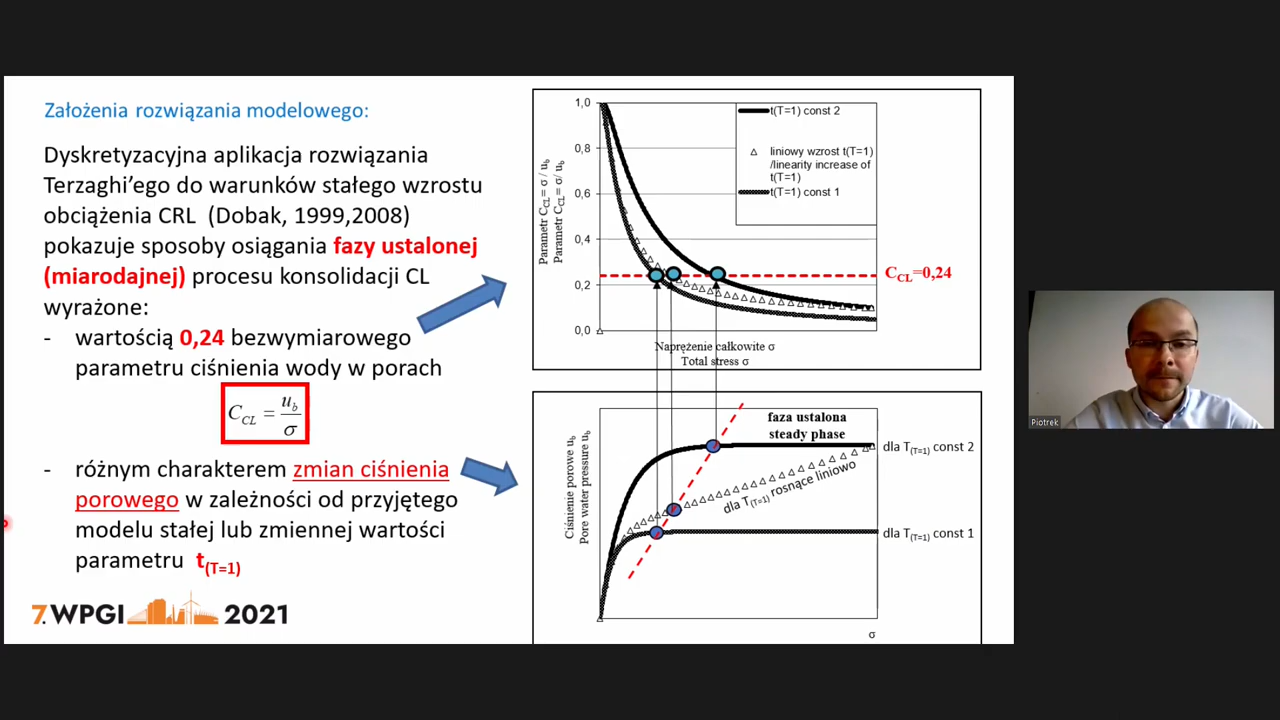 Założenia rozwiązania modelowego:
Dyskretyzacyjna aplikacja rozwiązania
Terzaghi’ego do warunków stałego wzrostu
obciążenia CRL (Dobak, 1999,2008)
pokazuje sposoby osiągania fazy ustalonej
(miarodajnej) procesu konsolidacji CL
wyrażone:
- wartością 0,24 bezwymiarowego
parametru ciśnienia wody w porach
C_CL = u_b / σ
- różnym charakterem zmian ciśnienia
porowego w zależności od przyjętego
modelu stałej lub zmiennej wartości
parametru t(T=1)
7. WPGI 2021
Parametr C_CL = σ / u_b
Parametr C_CL = σ / u_b
1,0
0,8
0,6
0,4
0,2
0,0
t(T=1) const 2
liniowy wzrost t(T=1)
/linearity increase of
t(T=1)
t(T=1) const 1
C_CL=0,24
Naprężenie całkowite σ
Total stress σ
Ciśnienie porowe u_b
Pore water pressure u_b
faza ustalona
steady phase
dla T(T=1) const 2
dla T(T=1) rosnące liniowo
dla T(T=1) const 1
σ
Piotrek